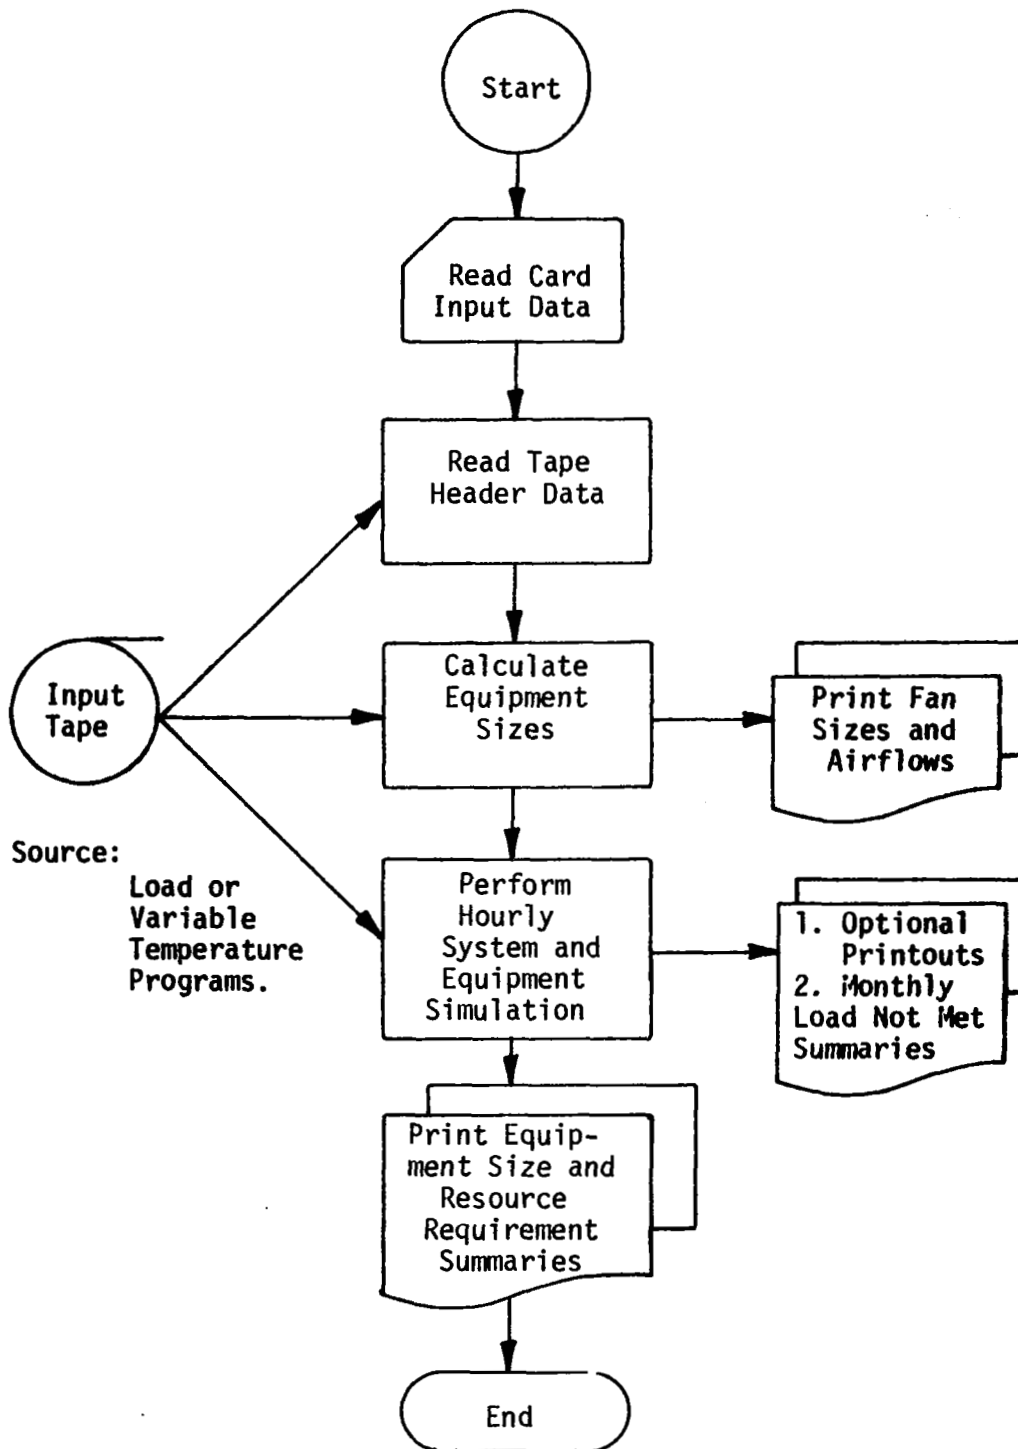 Start
Read Card
Input Data
Read Tape
Header Data
Input
Tape
Calculate
Equipment
Sizes
Print Fan
Sizes and
Airflows
Source:
Load or
Variable
Temperature
Programs.
Perform
Hourly
System and
Equipment
Simulation
1. Optional
Printouts
2. Monthly
Load Not Met
Summaries
Print Equip-
ment Size and
Resource
Requirement
Summaries
End